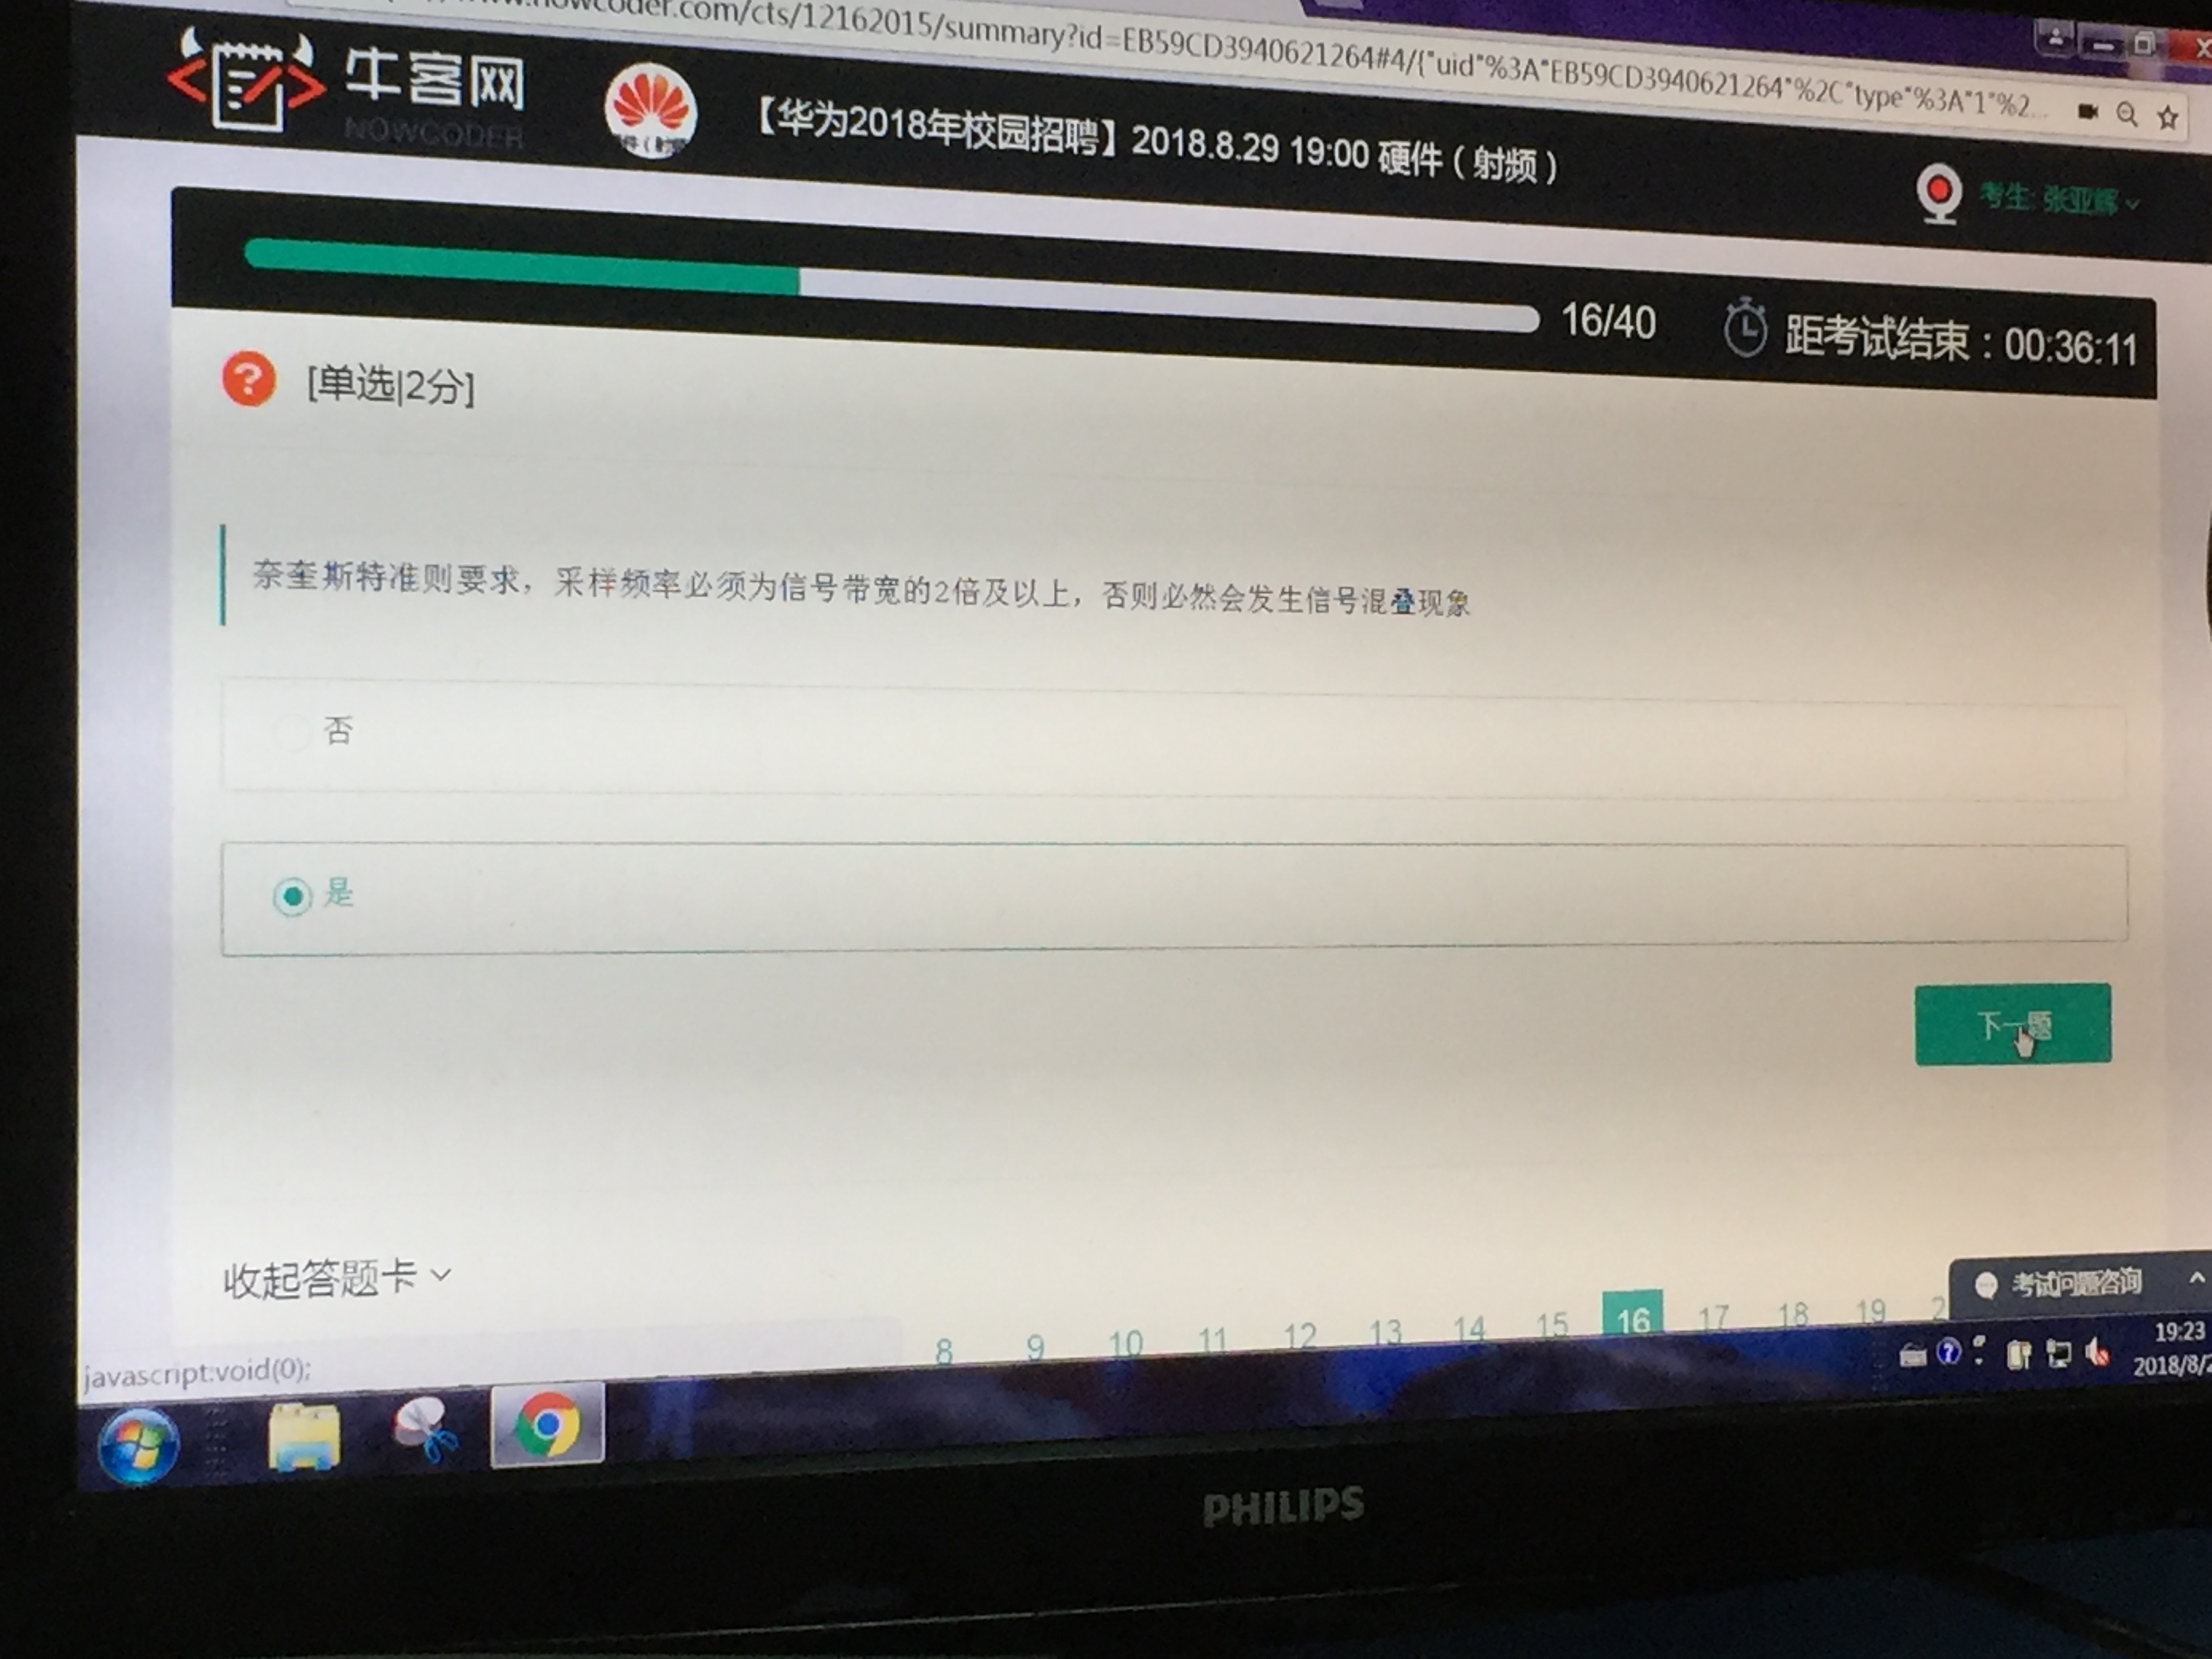 nowcoder.com/cts/12162015/summary?id=EB59CD3940621264#4/{"uid"%3A"EB59CD3940621264"%2C"type"%3A"1"%2...
牛客网
NOWCODER
【华为2018年校园招聘】2018.8.29 19:00 硬件（射频）
考生: 张亚辉
16/40
距考试结束：00:36:11
[单选|2分]
奈奎斯特准则要求，采样频率必须为信号带宽的2倍及以上，否则必然会发生信号混叠现象
否
是
下一题
收起答题卡
考试问题咨询
8 9 10 11 12 13 14 15 16 17 18 19 2
javascript:void(0);
19:23
2018/8/2
PHILIPS